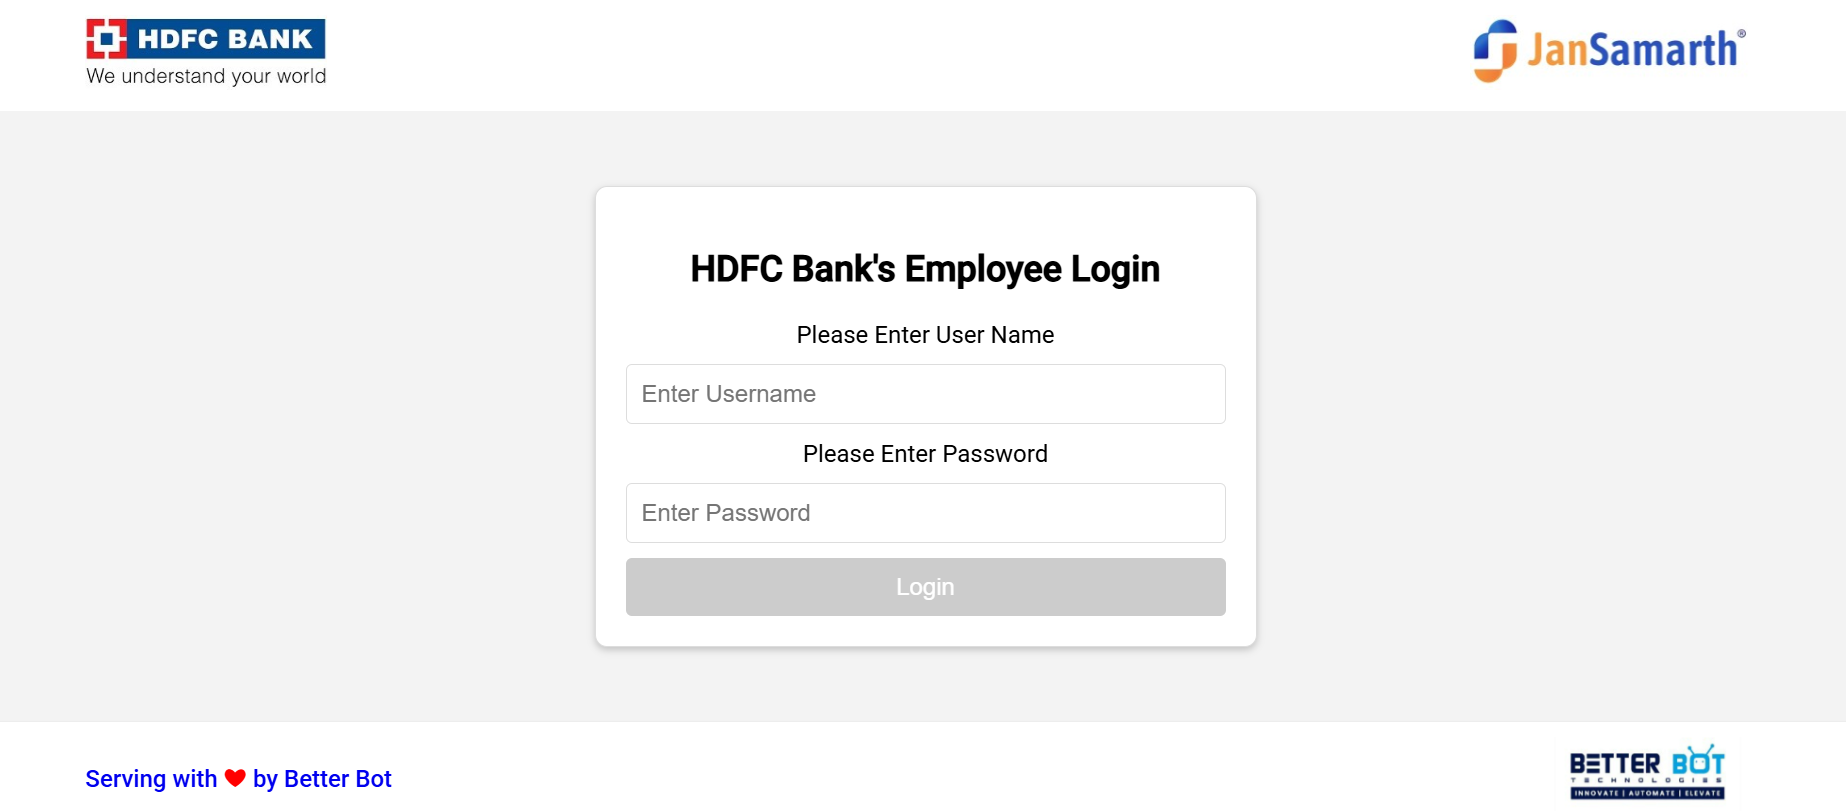 HDFC BANK
We understand your world
JanSamarth®
HDFC Bank's Employee Login
Please Enter User Name
Enter Username
Please Enter Password
Enter Password
Login
Serving with ❤ by Better Bot
BETTER BOT
TECHNOLOGIES
INNOVATE | AUTOMATE | ELEVATE